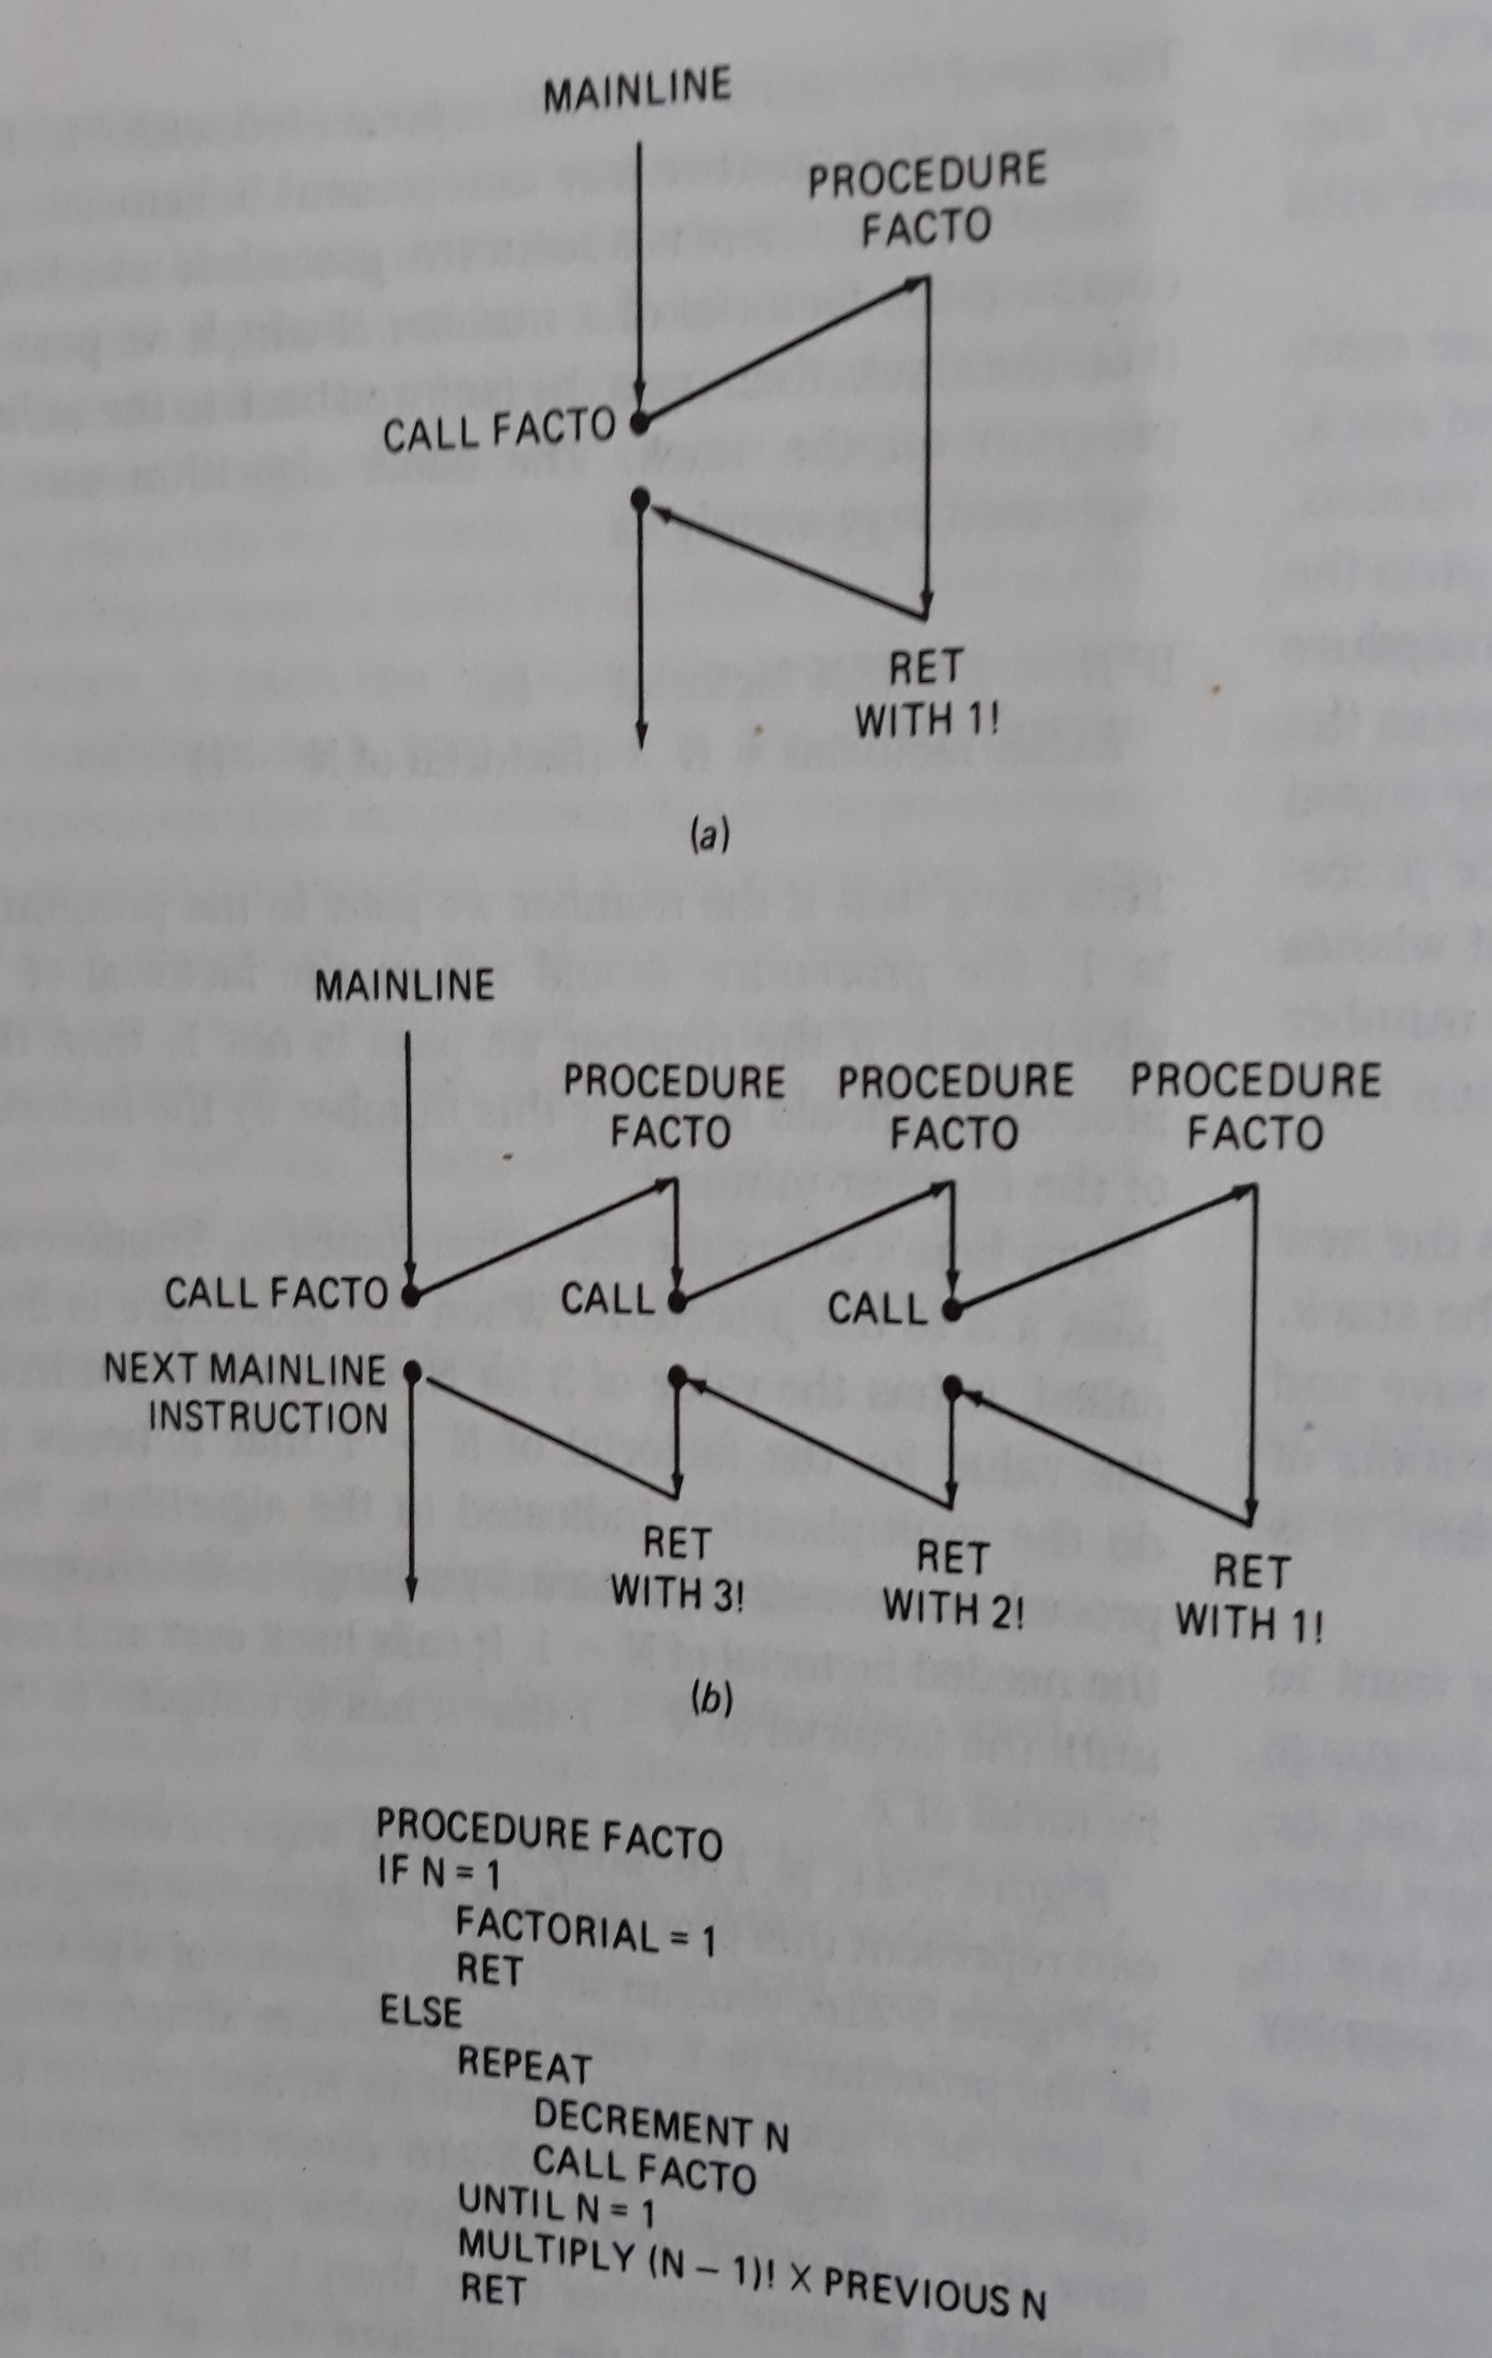 MAINLINE
PROCEDURE
FACTO
CALL FACTO
RET
WITH 1!
(a)
MAINLINE
PROCEDURE PROCEDURE PROCEDURE
FACTO FACTO FACTO
CALL FACTO CALL CALL
NEXT MAINLINE
INSTRUCTION
RET RET RET
WITH 3! WITH 2! WITH 1!
(b)
PROCEDURE FACTO
IF N = 1
FACTORIAL = 1
RET
ELSE
REPEAT
DECREMENT N
CALL FACTO
UNTIL N = 1
MULTIPLY (N – 1)! X PREVIOUS N
RET